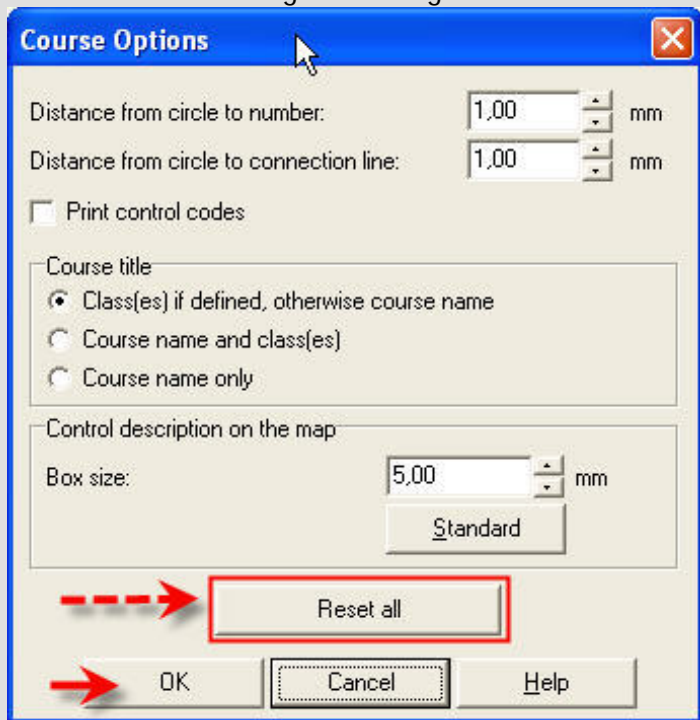 Course Options
Distance from circle to number: 1,00 mm
Distance from circle to connection line: 1,00 mm
Print control codes
Course title
Class(es) if defined, otherwise course name
Course name and class(es)
Course name only
Control description on the map
Box size: 5,00 mm
Standard
Reset all
OK Cancel Help